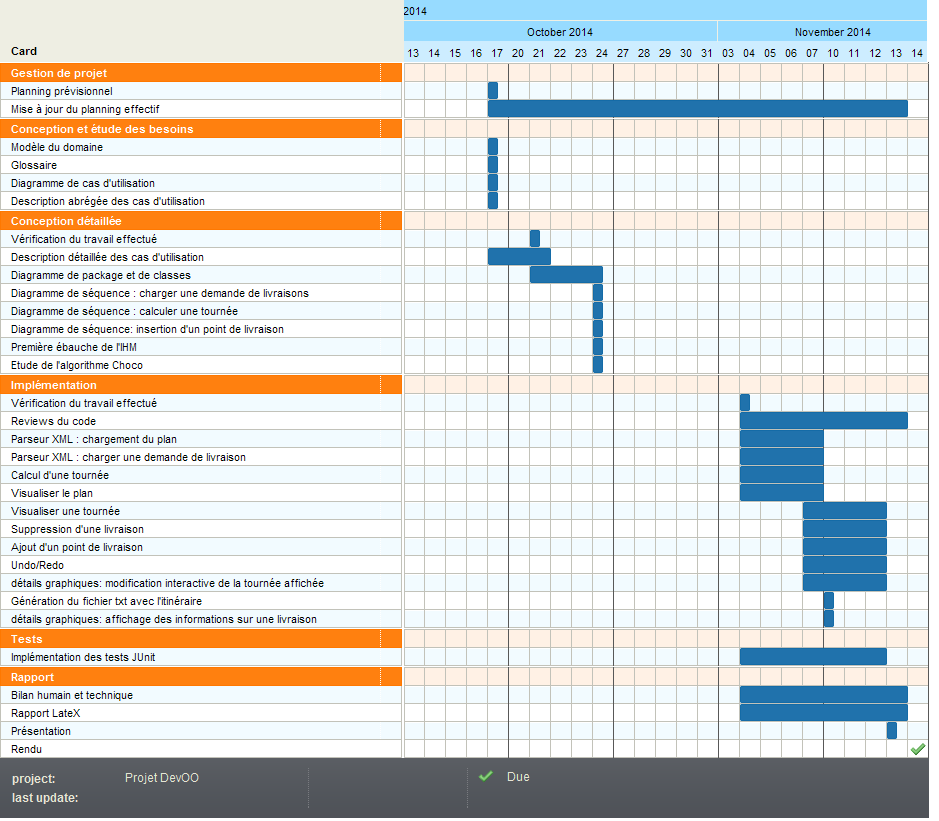 2014
October 2014 November 2014
Card 13 14 15 16 17 20 21 22 23 24 27 28 29 30 31 03 04 05 06 07 10 11 12 13 14
Gestion de projet
Planning prévisionnel
Mise à jour du planning effectif
Conception et étude des besoins
Modèle du domaine
Glossaire
Diagramme de cas d'utilisation
Description abrégée des cas d'utilisation
Conception détaillée
Vérification du travail effectué
Description détaillée des cas d'utilisation
Diagramme de package et de classes
Diagramme de séquence : charger une demande de livraisons
Diagramme de séquence : calculer une tournée
Diagramme de séquence: insertion d'un point de livraison
Première ébauche de l'IHM
Etude de l'algorithme Choco
Implémentation
Vérification du travail effectué
Reviews du code
Parseur XML : chargement du plan
Parseur XML : charger une demande de livraison
Calcul d'une tournée
Visualiser le plan
Visualiser une tournée
Suppression d'une livraison
Ajout d'un point de livraison
Undo/Redo
détails graphiques: modification interactive de la tournée affichée
Génération du fichier txt avec l'itinéraire
détails graphiques: affichage des informations sur une livraison
Tests
Implémentation des tests JUnit
Rapport
Bilan humain et technique
Rapport LateX
Présentation
Rendu
project: Projet DevOO Due
last update: